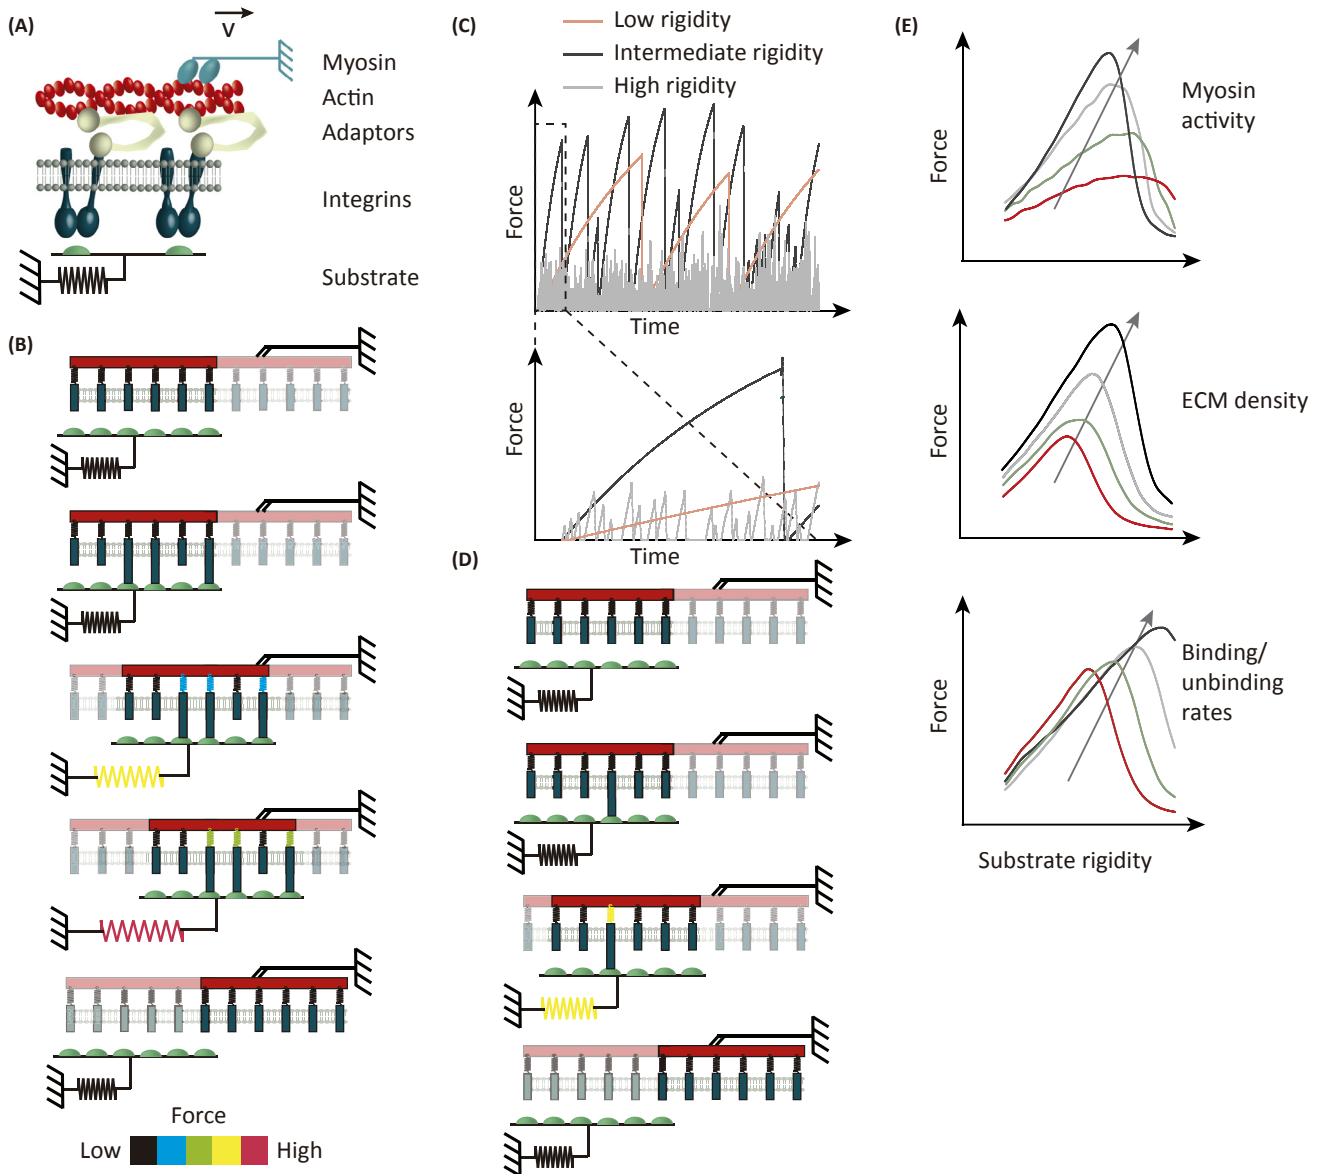 (A)
V
Myosin
Actin
Adaptors
Integrins
Substrate
(B)
Force
Low
High
(C)
Low rigidity
Intermediate rigidity
High rigidity
Force
Time
Force
Time
(D)
(E)
Force
Myosin
activity
Force
ECM density
Force
Binding/
unbinding
rates
Substrate rigidity